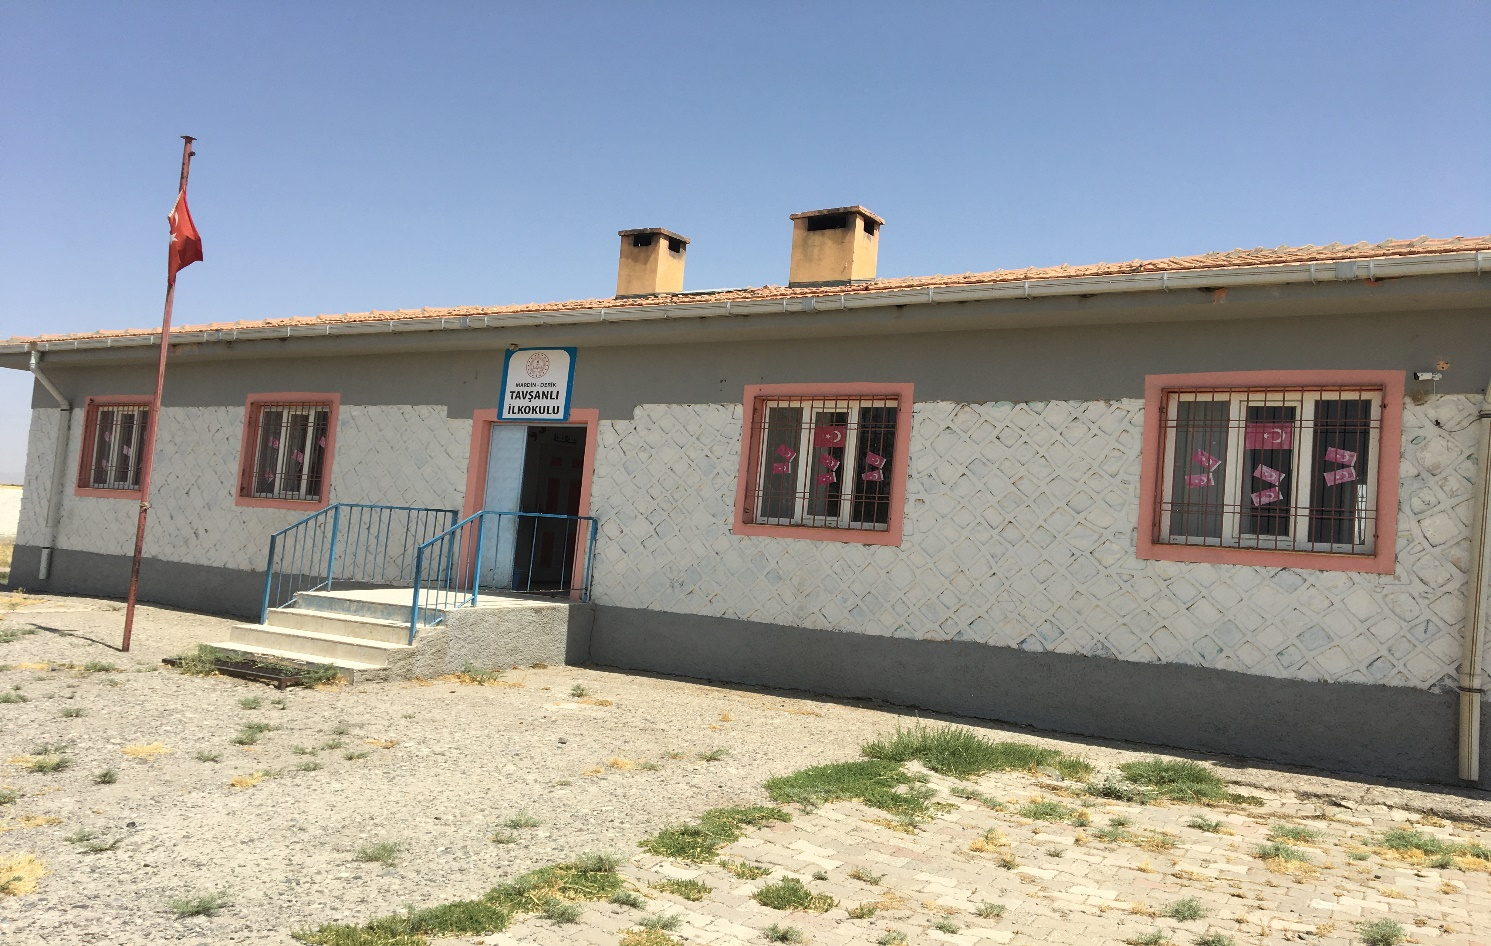 MARDİN - DERİK
TAVŞANLI
İLKOKULU